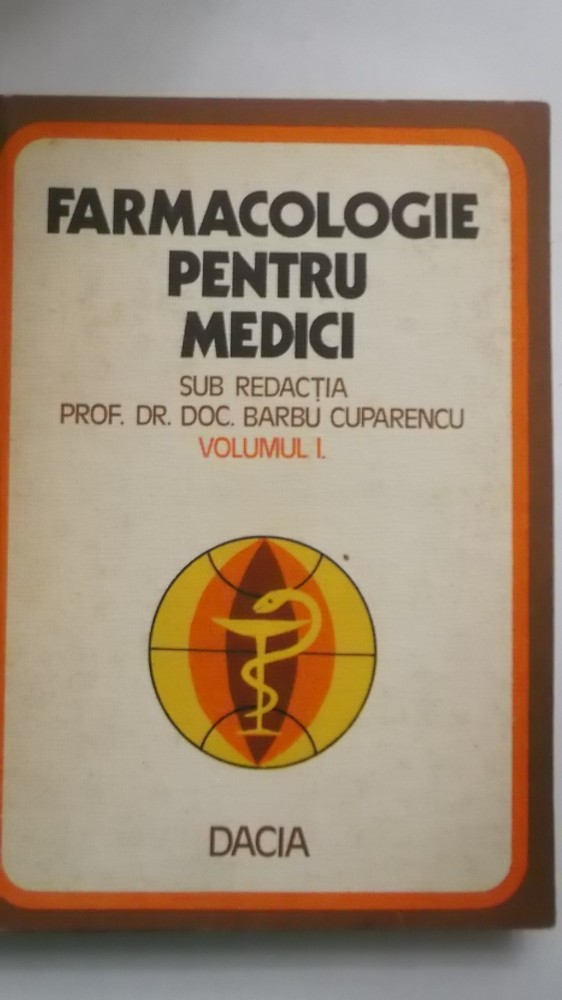 FARMACOLOGIE
PENTRU
MEDICI
SUB REDACȚIA
PROF. DR. DOC. BARBU CUPARENCU
VOLUMUL I.
DACIA